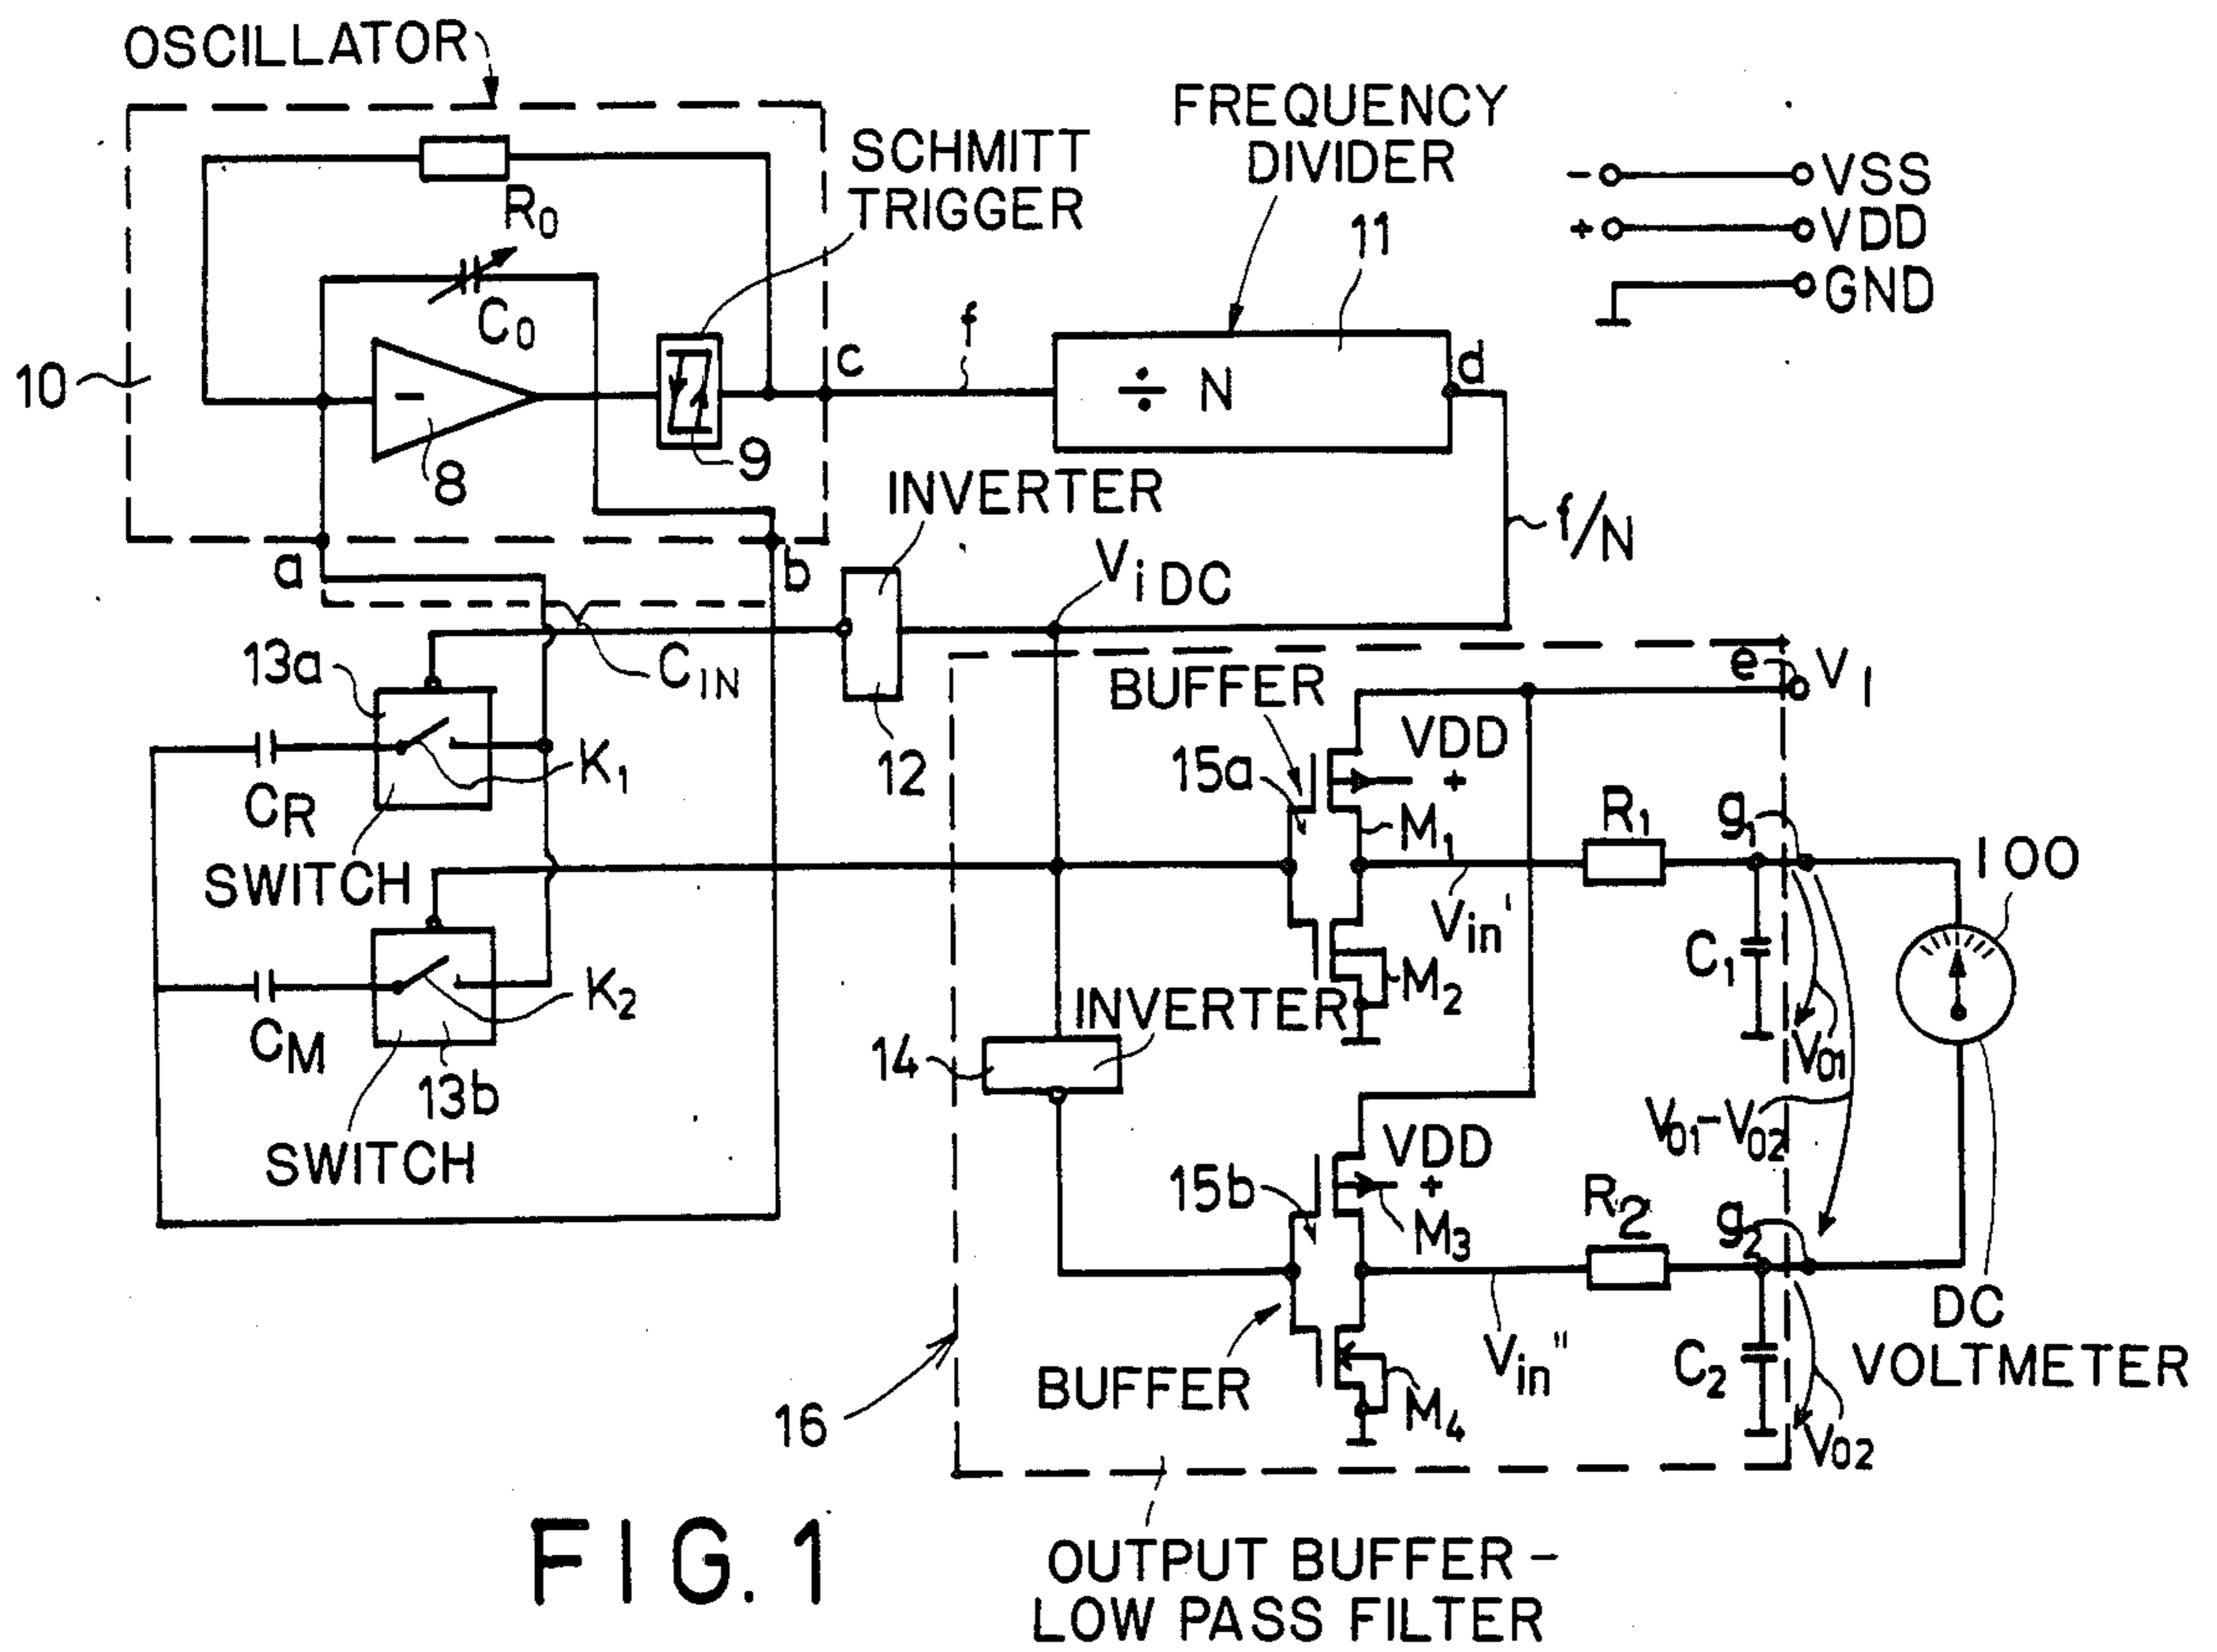 OSCILLATOR
FREQUENCY
DIVIDER
SCHMITT
TRIGGER
- VSS
+ VDD
GND
R0
11
C0
c
f
d
10
-
÷ N
8
9
INVERTER
f/N
a
b
Vi DC
13a
CIN
e
V1
BUFFER
12
VDD
+
15a
K1
CR
M1
R1
g1
100
SWITCH
Vin'
C1
K2
M2
INVERTER
CM
14
V01
13b
V01-V02
SWITCH
VDD
+
15b
M3
R2
g2
DC
VOLTMETER
Vin"
C2
BUFFER
M4
16
V02
FIG. 1
OUTPUT BUFFER-
LOW PASS FILTER